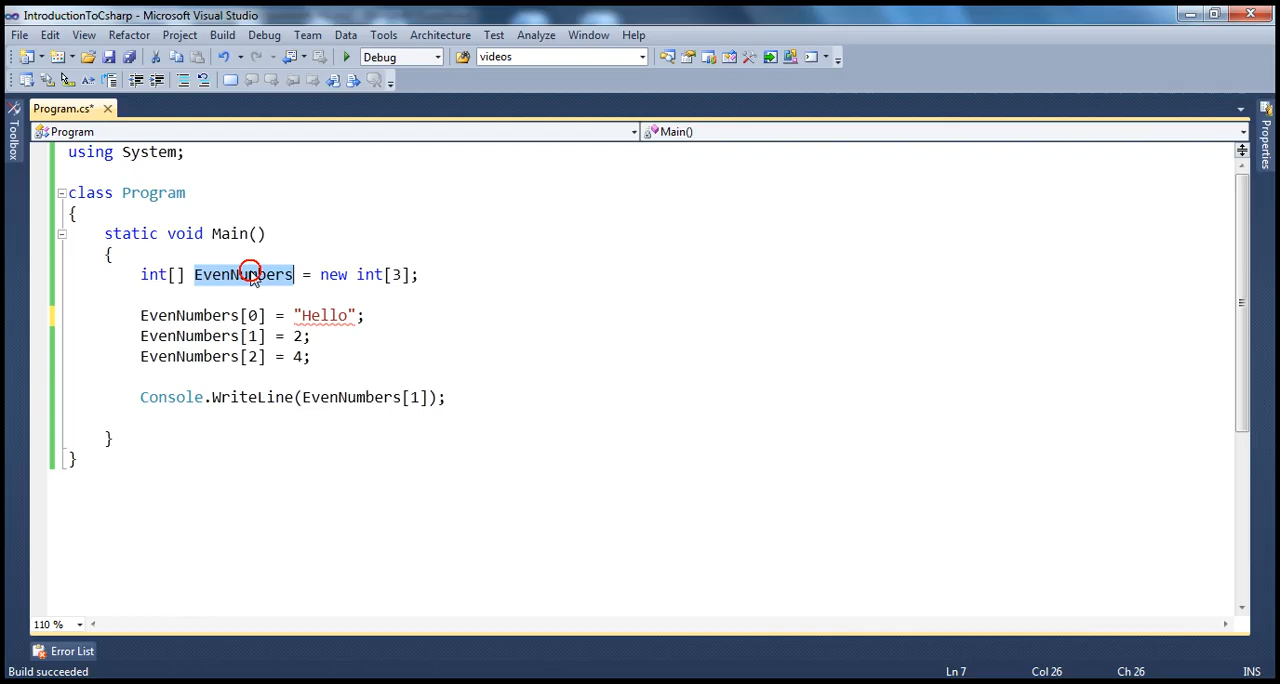 IntroductionToCsharp - Microsoft Visual Studio
File Edit View Refactor Project Build Debug Team Data Tools Architecture Test Analyze Window Help
Debug videos
Program.cs* ×
Toolbox
Properties
Program Main()
using System;
class Program
{
static void Main()
{
int[] EvenNumbers = new int[3];
EvenNumbers[0] = "Hello";
EvenNumbers[1] = 2;
EvenNumbers[2] = 4;
Console.WriteLine(EvenNumbers[1]);
}
}
110 %
Error List
Build succeeded Ln 7 Col 26 Ch 26 INS